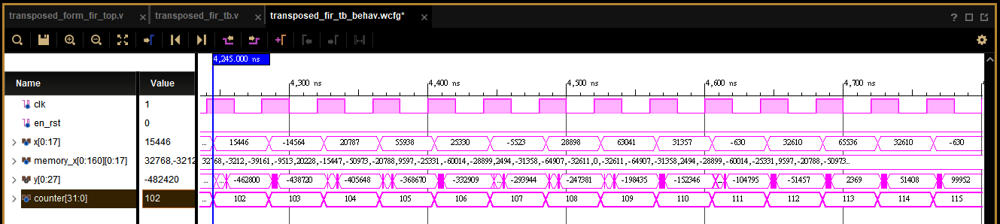 transposed_form_fir_top.v × transposed_fir_tb.v × transposed_fir_tb_behav.wcfg* ×
?
4,245.000 ns
Name Value
4,300 ns 4,400 ns 4,500 ns 4,600 ns 4,700 ns
clk 1
en_rst 0
x[0:17] 15446 ... 15446 -14564 20787 55938 25330 -5523 28898 63041 31357 -630 32610 65536 32610 -630
memory_x[0:160][0:17] 32768,-3212 32768,-3212,-39161,-9513,20228,-15447,-50973,-20788,9597,-25331,-60014,-28899,2494,-31358,-64907,-32611,0,-32611,-64907,-31358,2494,-28899,-60014,-25331,9597,-20788,-50973...
y[0:27] -482420 ... -462800 -438720 -405648 -368670 -332909 -293944 -247381 -198435 -152346 -104795 -51457 2369 51408 99952
counter[31:0] 102 ... 102 103 104 105 106 107 108 109 110 111 112 113 114 115